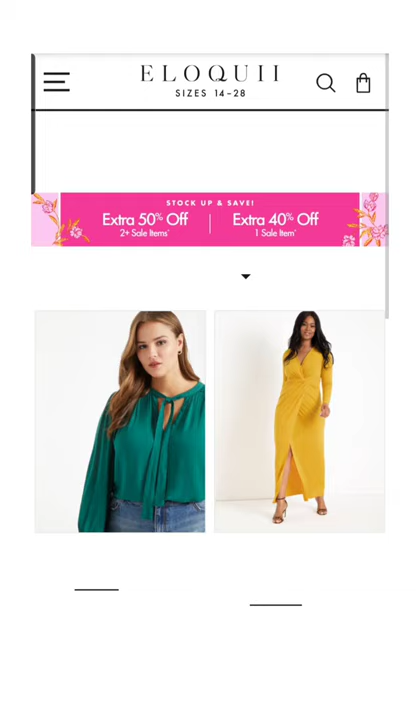 ELOQUII
SIZES 14-28
STOCK UP & SAVE!
Extra 50% Off
2+ Sale Items*
Extra 40% Off
1 Sale Item*